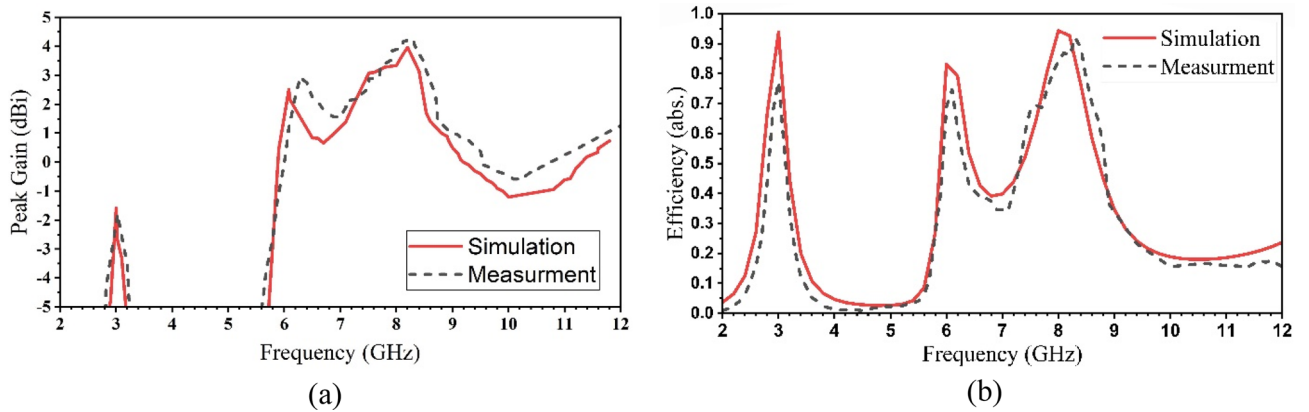 5
4
3
2
1
0
-1
-2
-3
-4
-5
Peak Gain (dBi)
Simulation
Measurment
2 3 4 5 6 7 8 9 10 11 12
Frequency (GHz)
(a)
1.0
0.9
0.8
0.7
0.6
0.5
0.4
0.3
0.2
0.1
0.0
Efficiency (abs.)
Simulation
Measurment
2 3 4 5 6 7 8 9 10 11 12
Frequency (GHz)
(b)